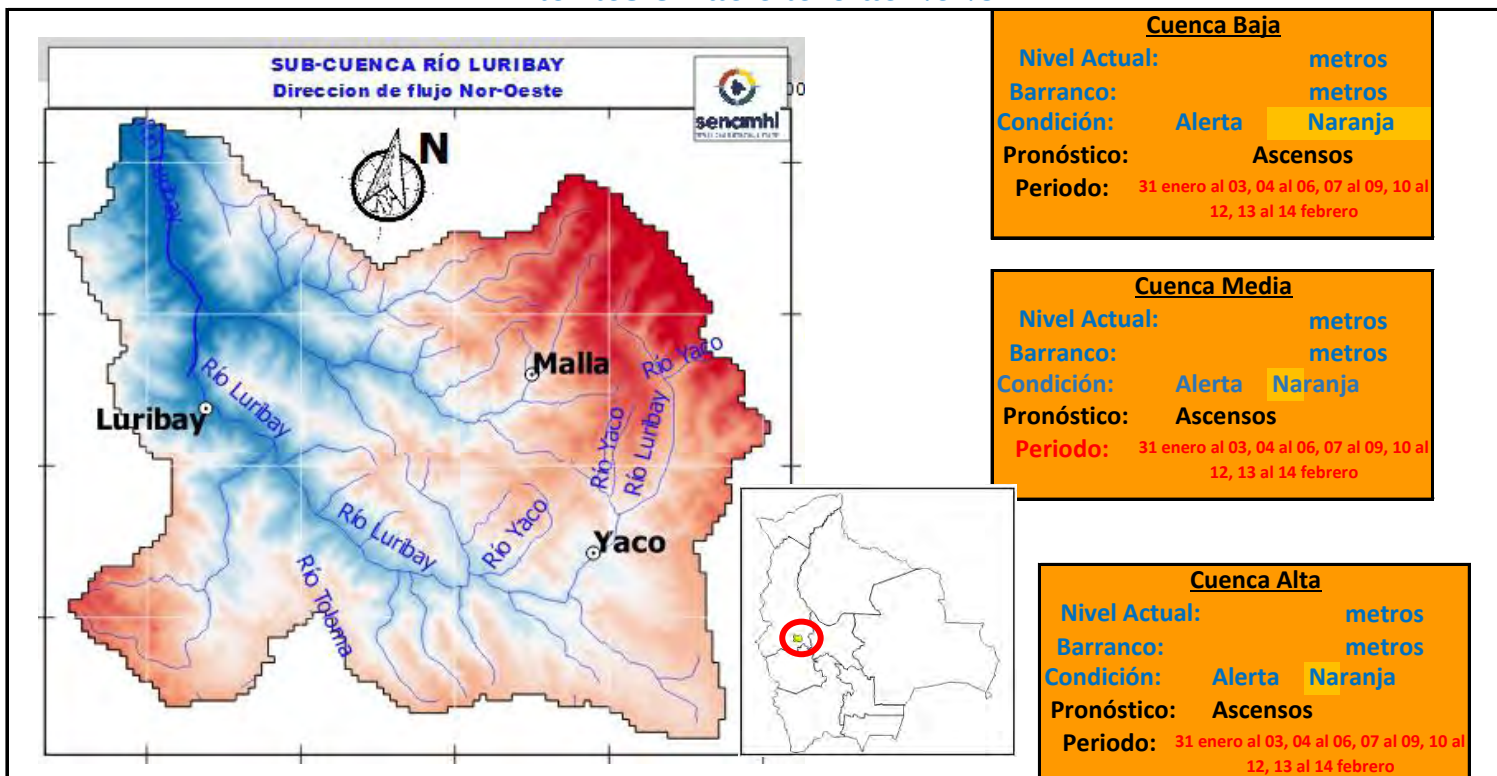 SUB-CUENCA RÍO LURIBAY
Direccion de flujo Nor-Oeste
senamhi
00
N
Río Luribay
Malla
Río Yaco
Luribay
Río Luribay
Río Yaco
Río Luribay
Río Luribay
Río Yaco
Yaco
Río Tolama
Cuenca Baja
Nivel Actual: metros
Barranco: metros
Condición: Alerta Naranja
Pronóstico: Ascensos
Periodo: 31 enero al 03, 04 al 06, 07 al 09, 10 al
12, 13 al 14 febrero
Cuenca Media
Nivel Actual: metros
Barranco: metros
Condición: Alerta Naranja
Pronóstico: Ascensos
Periodo: 31 enero al 03, 04 al 06, 07 al 09, 10 al
12, 13 al 14 febrero
Cuenca Alta
Nivel Actual: metros
Barranco: metros
Condición: Alerta Naranja
Pronóstico: Ascensos
Periodo: 31 enero al 03, 04 al 06, 07 al 09, 10 al
12, 13 al 14 febrero